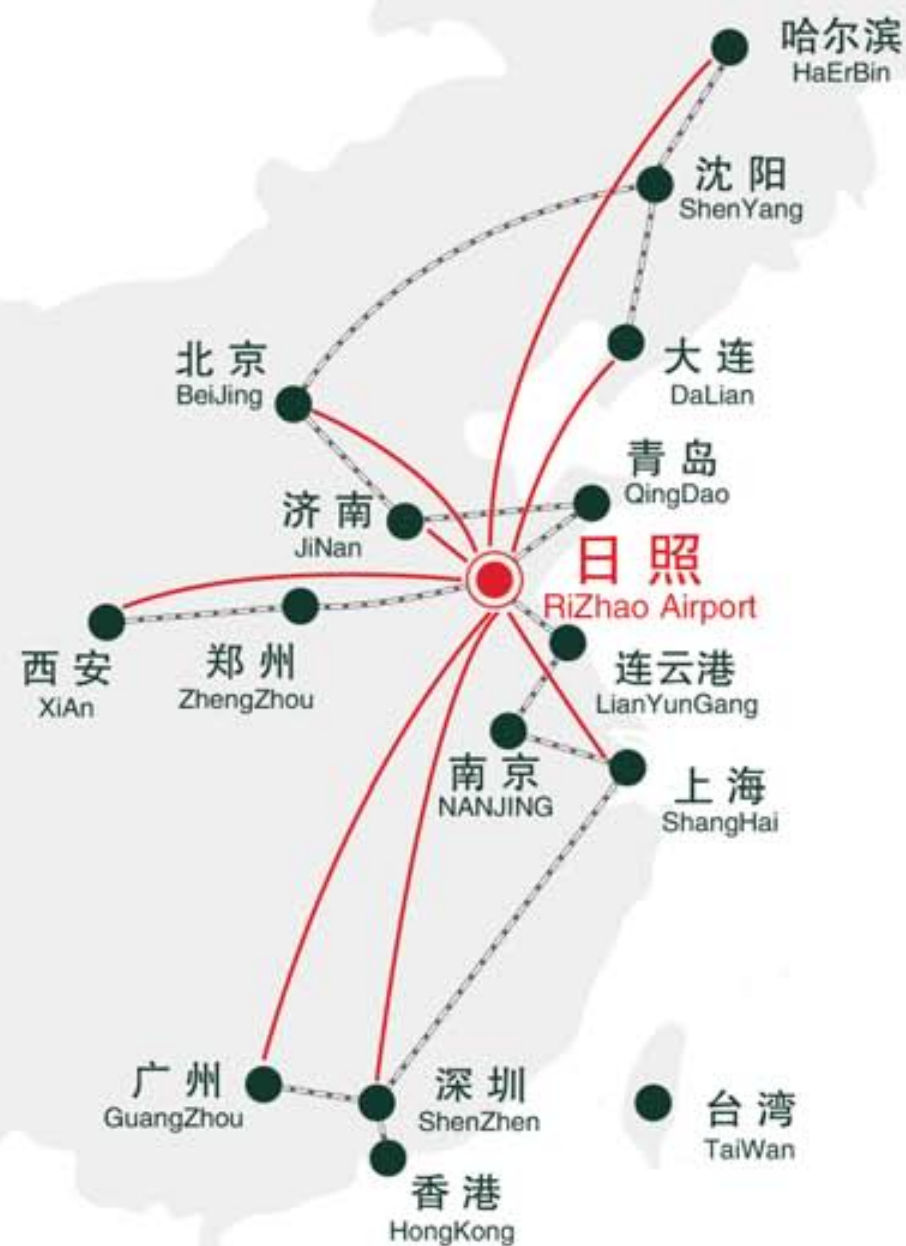 哈尔滨
HaErBin
沈阳
ShenYang
北京
BeiJing
大连
DaLian
青岛
QingDao
济南
JiNan
日照
RiZhao Airport
西安
XiAn
郑州
ZhengZhou
连云港
LianYunGang
南京
NANJING
上海
ShangHai
广州
GuangZhou
深圳
ShenZhen
台湾
TaiWan
香港
HongKong